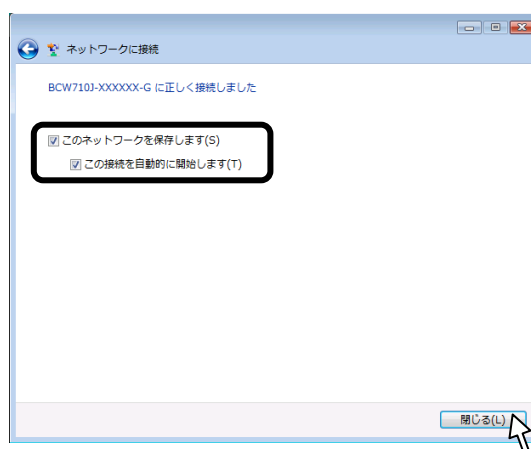 ネットワークに接続
BCW710J-XXXXXX-G に正しく接続しました
このネットワークを保存します(S)
この接続を自動的に開始します(T)
閉じる(L)